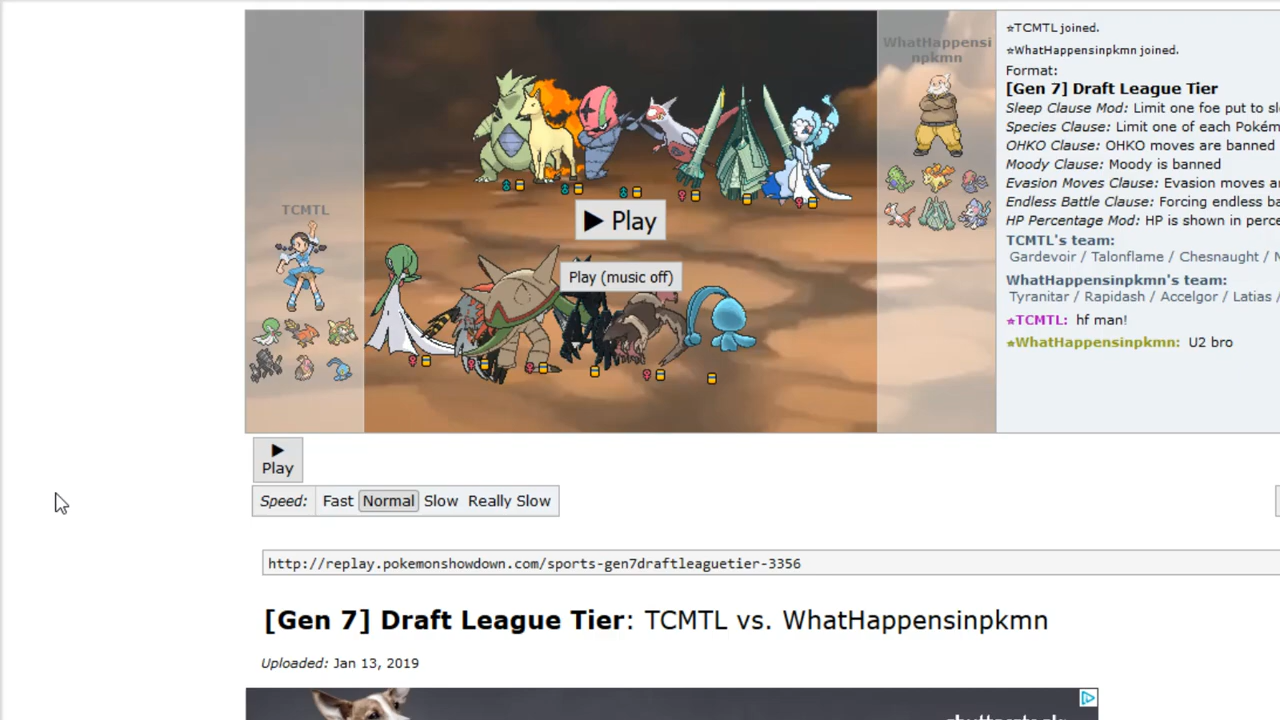 WhatHappensi
npkmn
TCMTL
▶ Play
Play (music off)
☆TCMTL joined.
☆WhatHappensinpkmn joined.
Format:
[Gen 7] Draft League Tier
Sleep Clause Mod: Limit one foe put to sl
Species Clause: Limit one of each Pokém
OHKO Clause: OHKO moves are banned
Moody Clause: Moody is banned
Evasion Moves Clause: Evasion moves a
Endless Battle Clause: Forcing endless ba
HP Percentage Mod: HP is shown in perce
TCMTL's team:
Gardevoir / Talonflame / Chesnaught /
WhatHappensinpkmn's team:
Tyranitar / Rapidash / Accelgor / Latias /
☆TCMTL: hf man!
☆WhatHappensinpkmn: U2 bro
▶
Play
Speed: Fast Normal Slow Really Slow
http://replay.pokemonshowdown.com/sports-gen7draftleaguetier-3356
[Gen 7] Draft League Tier: TCMTL vs. WhatHappensinpkmn
Uploaded: Jan 13, 2019